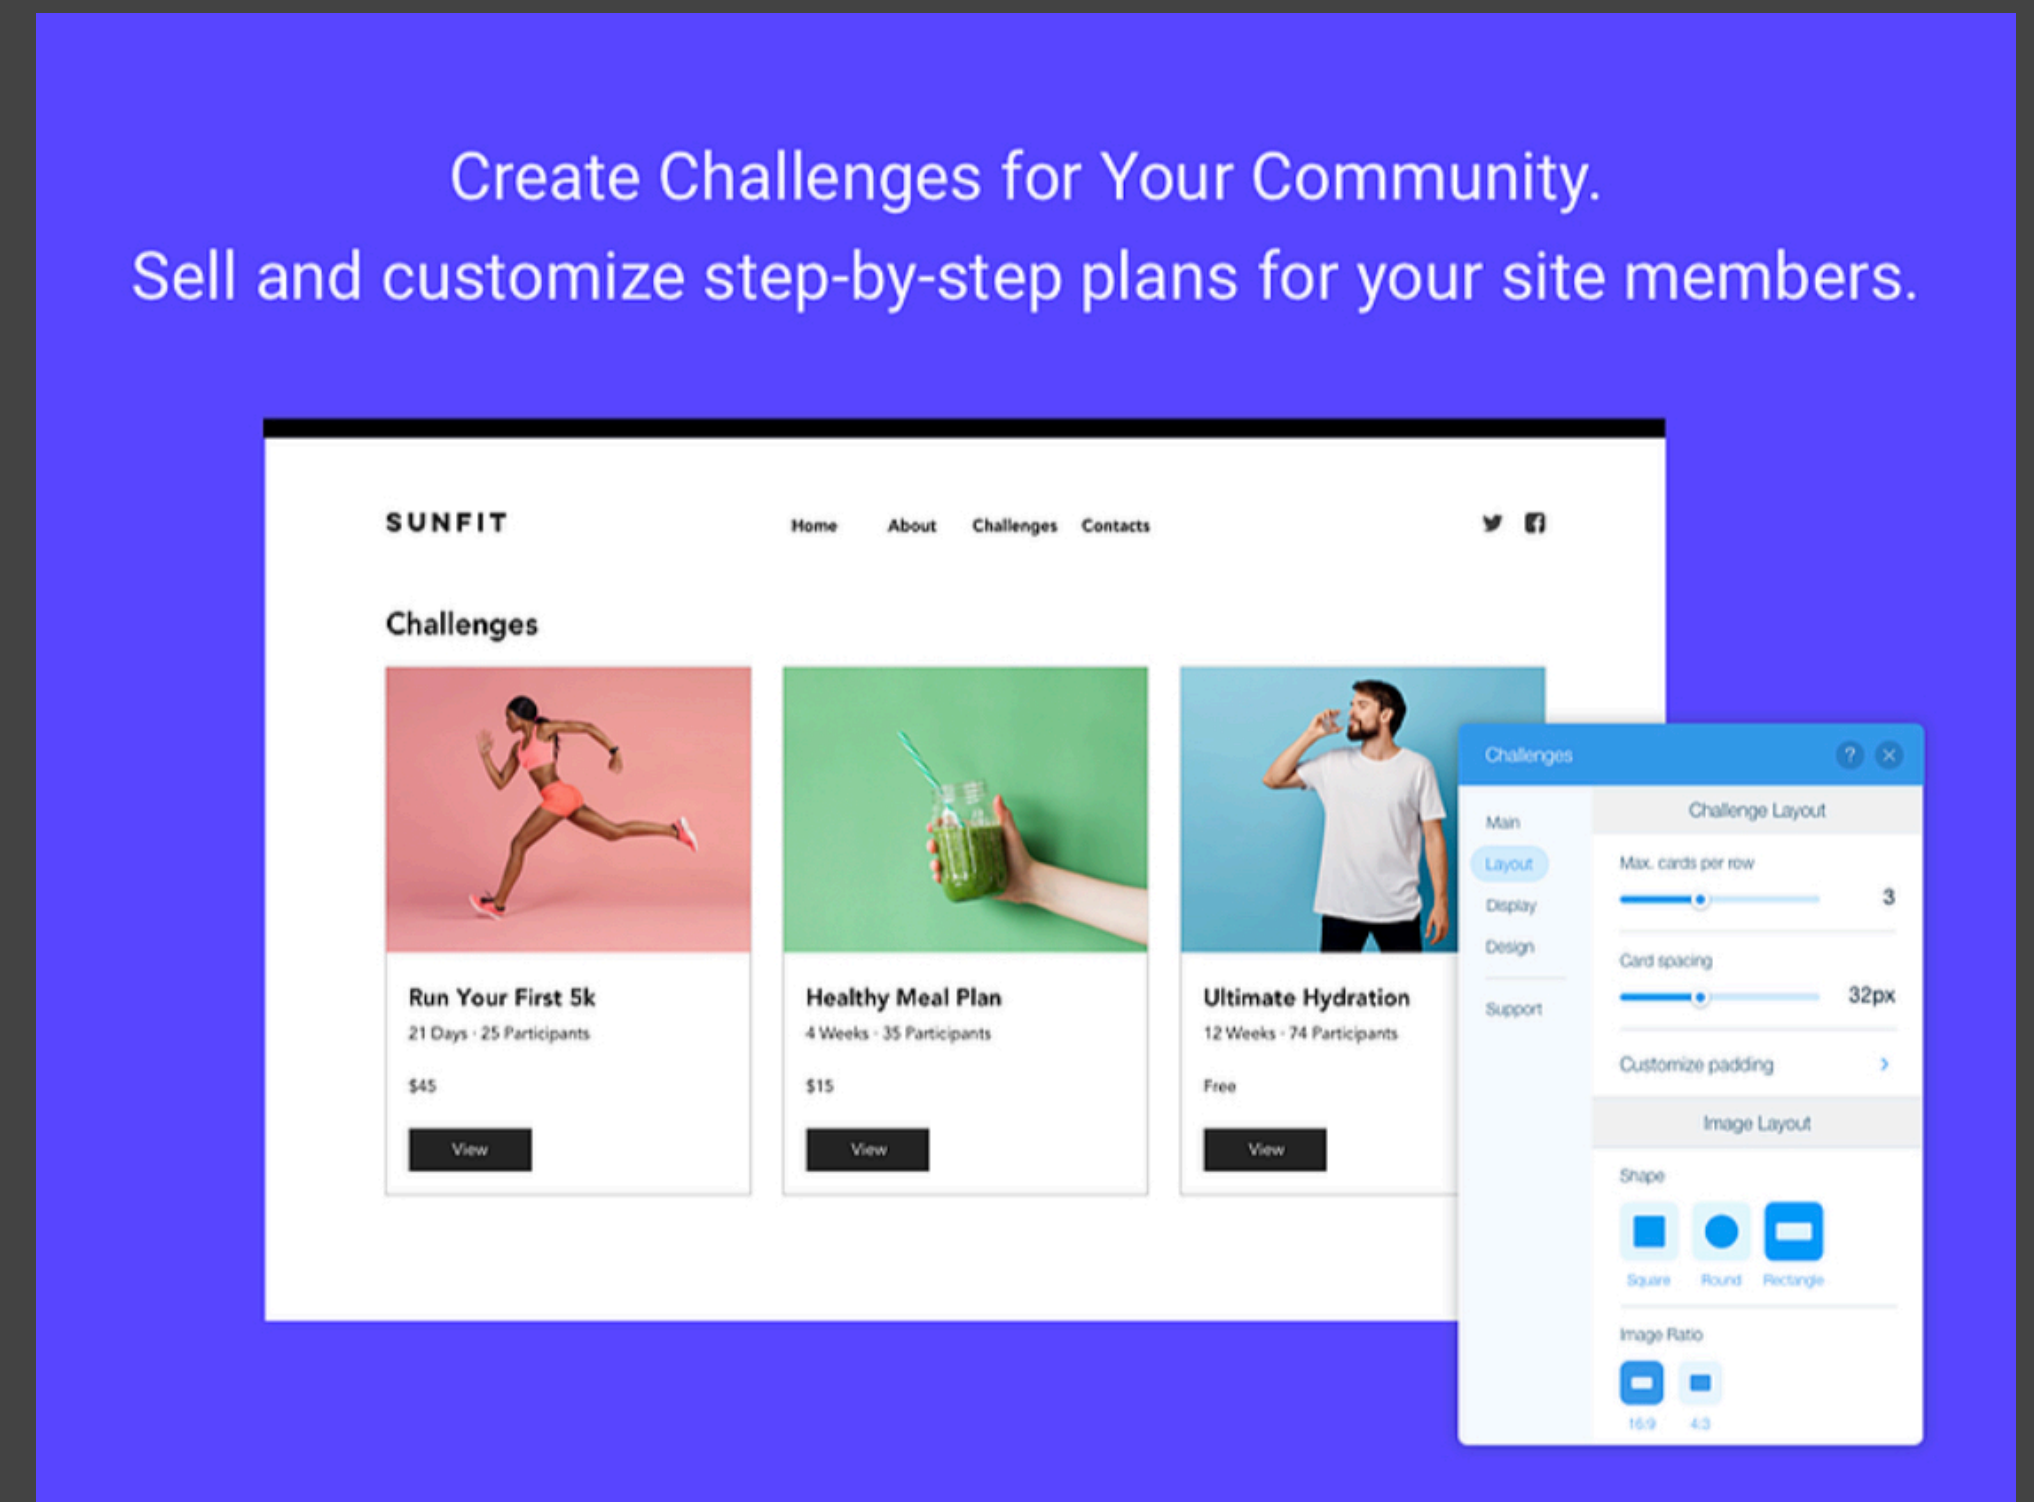 Create Challenges for Your Community.
Sell and customize step-by-step plans for your site members.
SUNFIT
Home About Challenges Contacts
Challenges
Run Your First 5k
21 Days · 25 Participants
$45
View
Healthy Meal Plan
4 Weeks · 35 Participants
$15
View
Ultimate Hydration
12 Weeks · 74 Participants
Free
View
Challenges ?
Main
Layout
Display
Design
Support
Challenge Layout
Max. cards per row
3
Card spacing
32px
Customize padding
Image Layout
Shape
Square Round Rectangle
Image Ratio
16:9 4:3